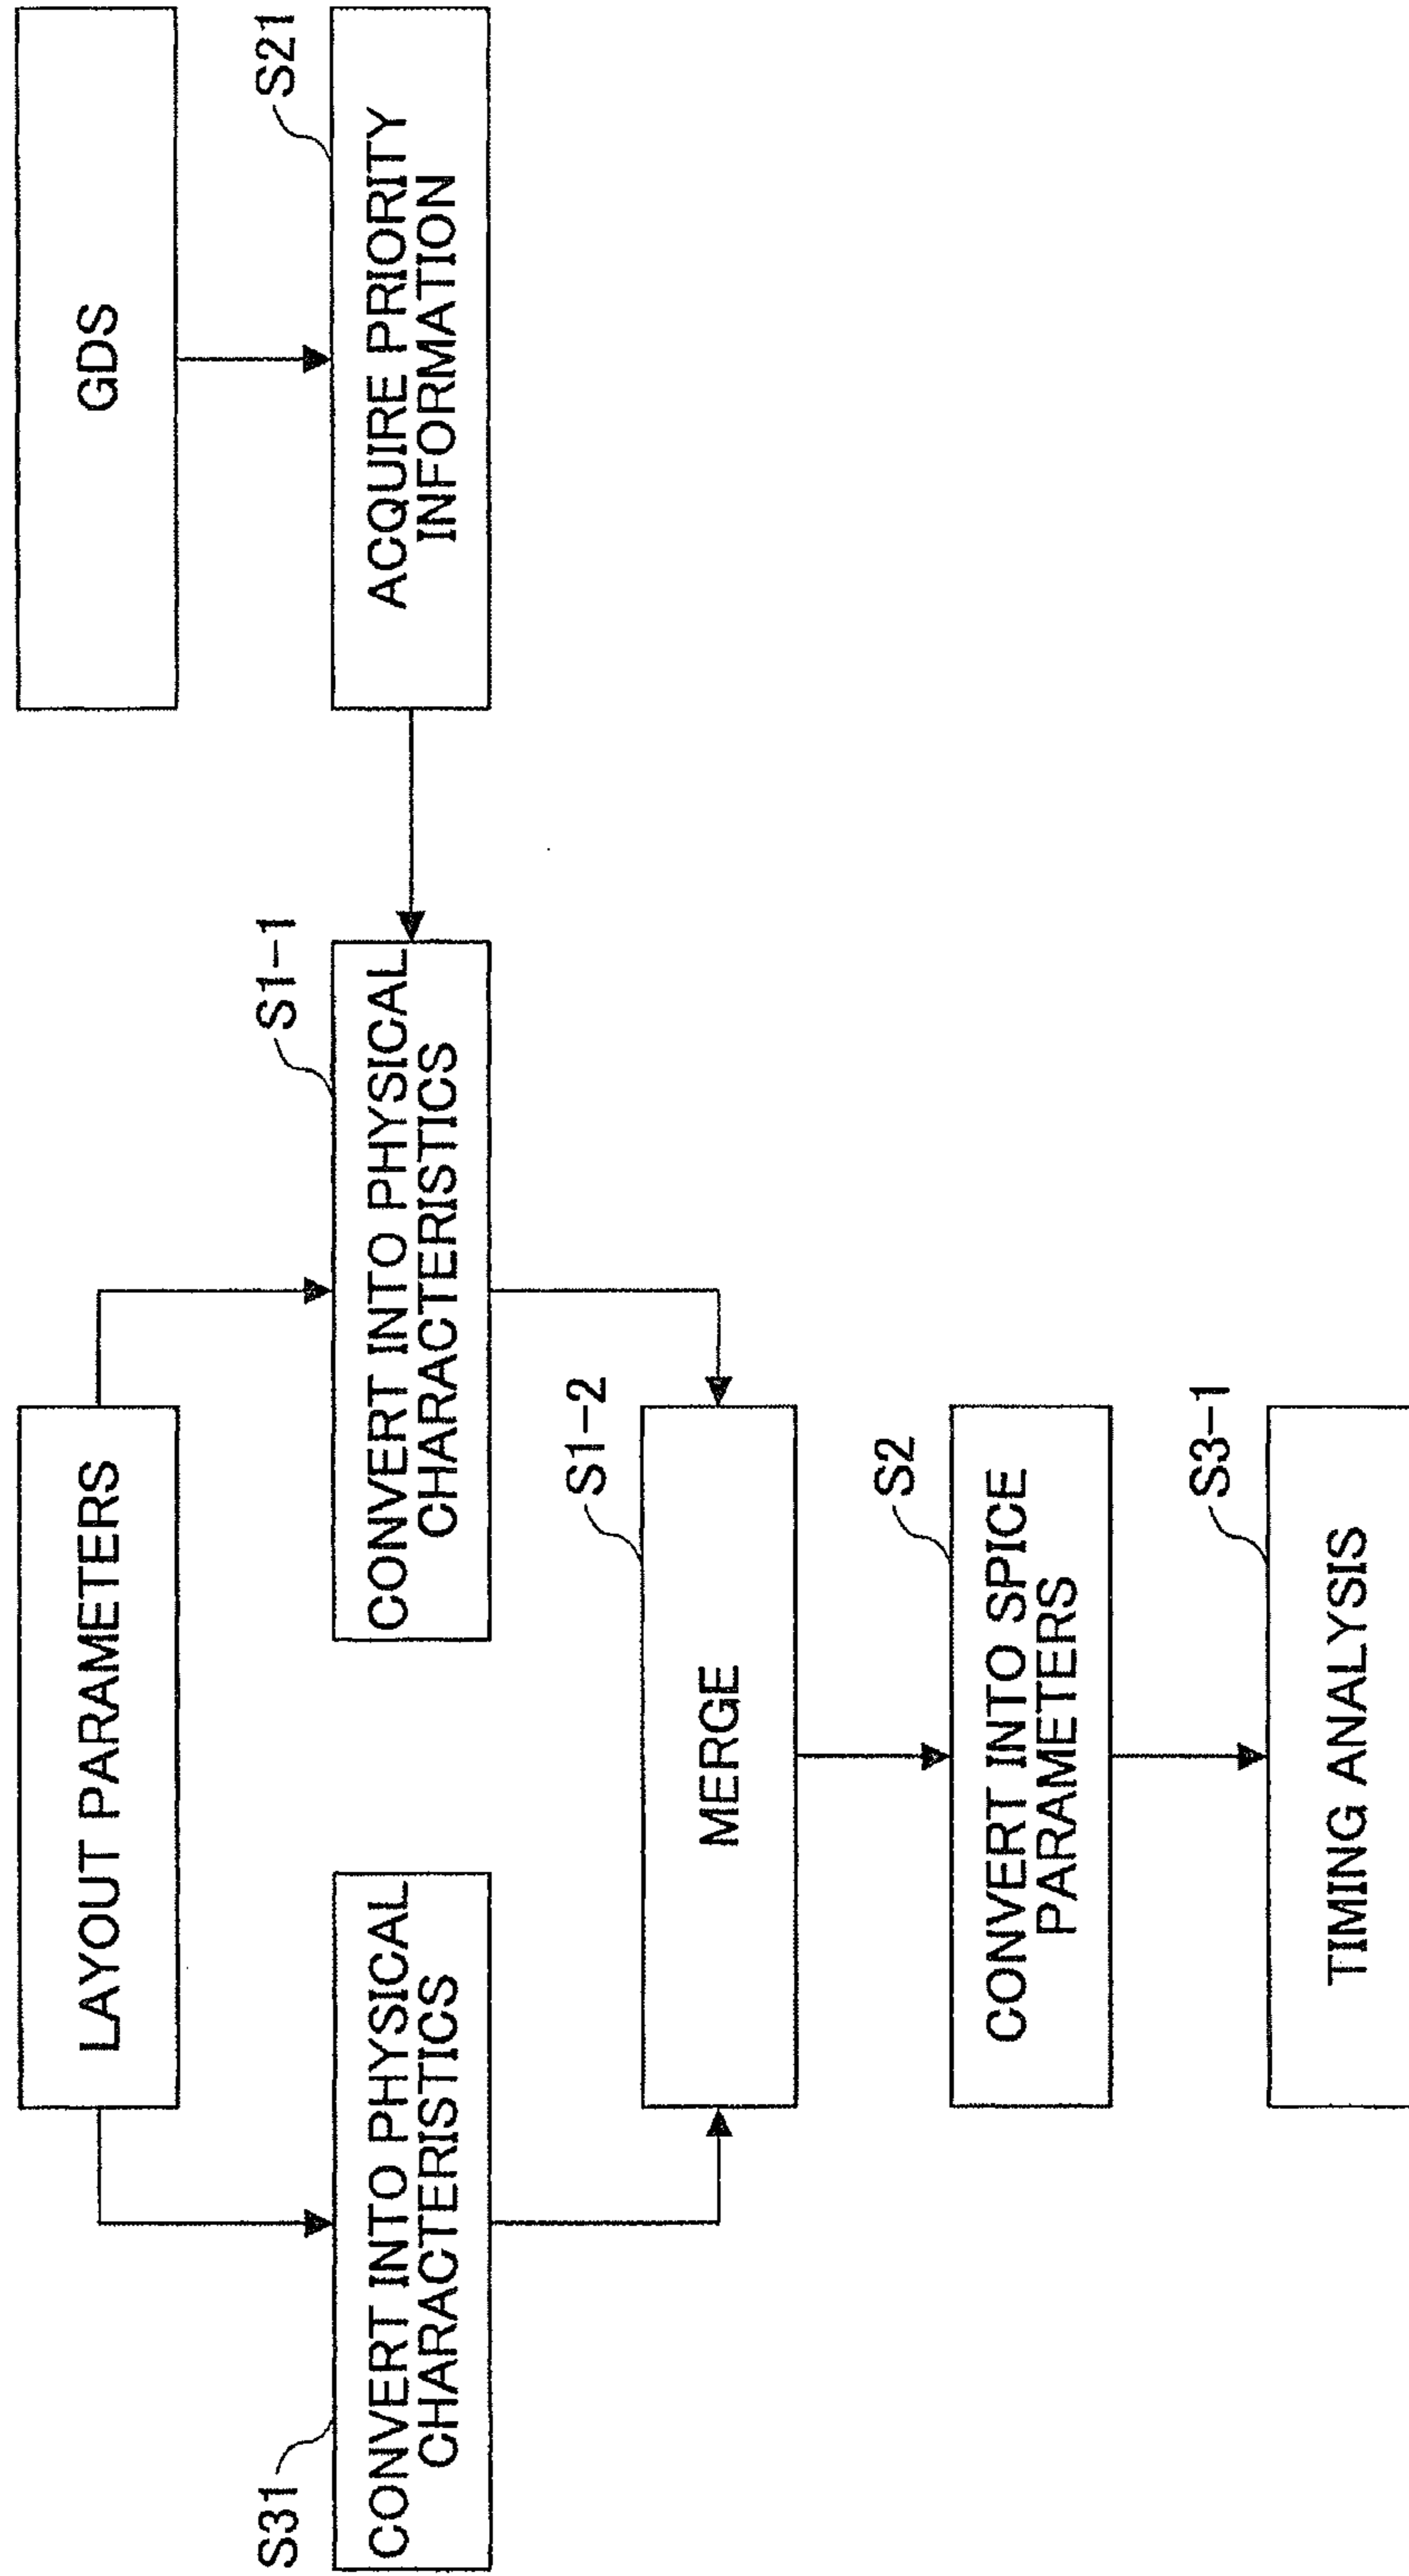 LAYOUT PARAMETERS
GDS
S31
CONVERT INTO PHYSICAL
CHARACTERISTICS
S1-1
CONVERT INTO PHYSICAL
CHARACTERISTICS
S21
ACQUIRE PRIORITY
INFORMATION
S1-2
MERGE
S2
CONVERT INTO SPICE
PARAMETERS
S3-1
TIMING ANALYSIS